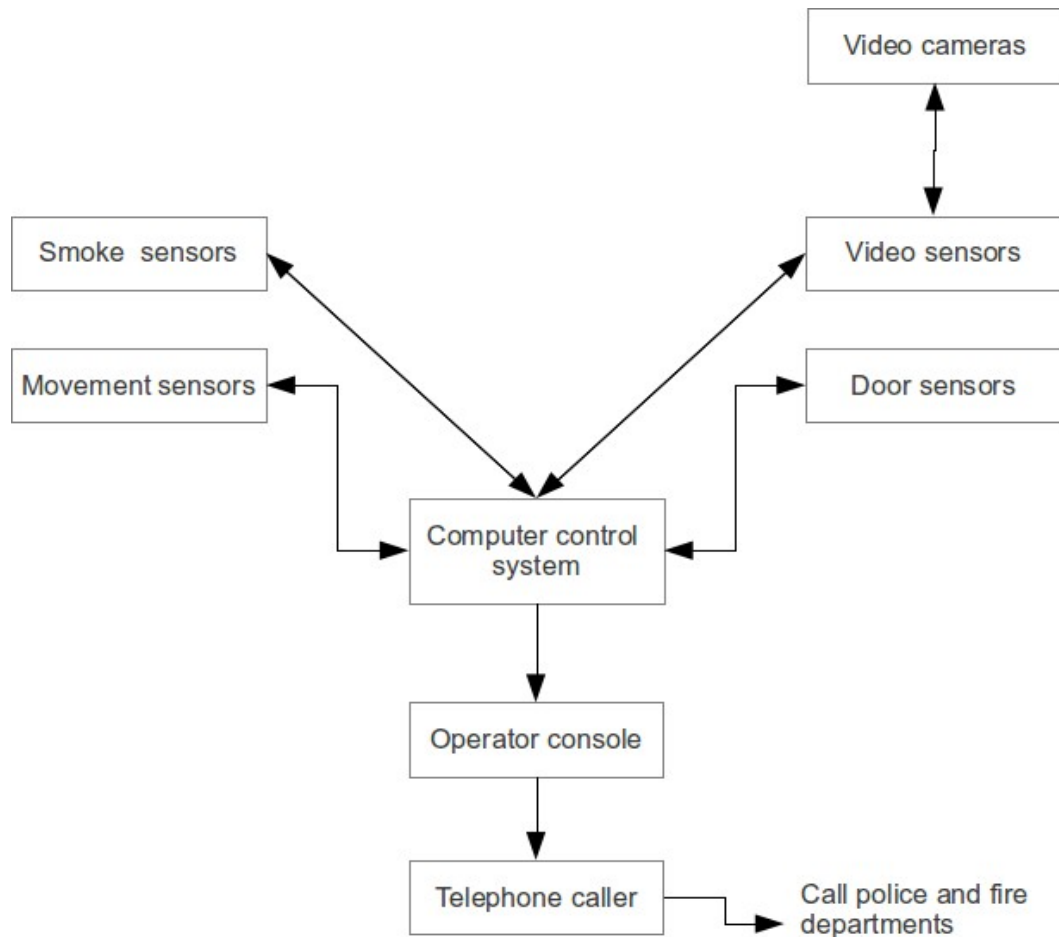 Video cameras
Smoke sensors
Video sensors
Movement sensors
Door sensors
Computer control
system
Operator console
Telephone caller
Call police and fire
departments